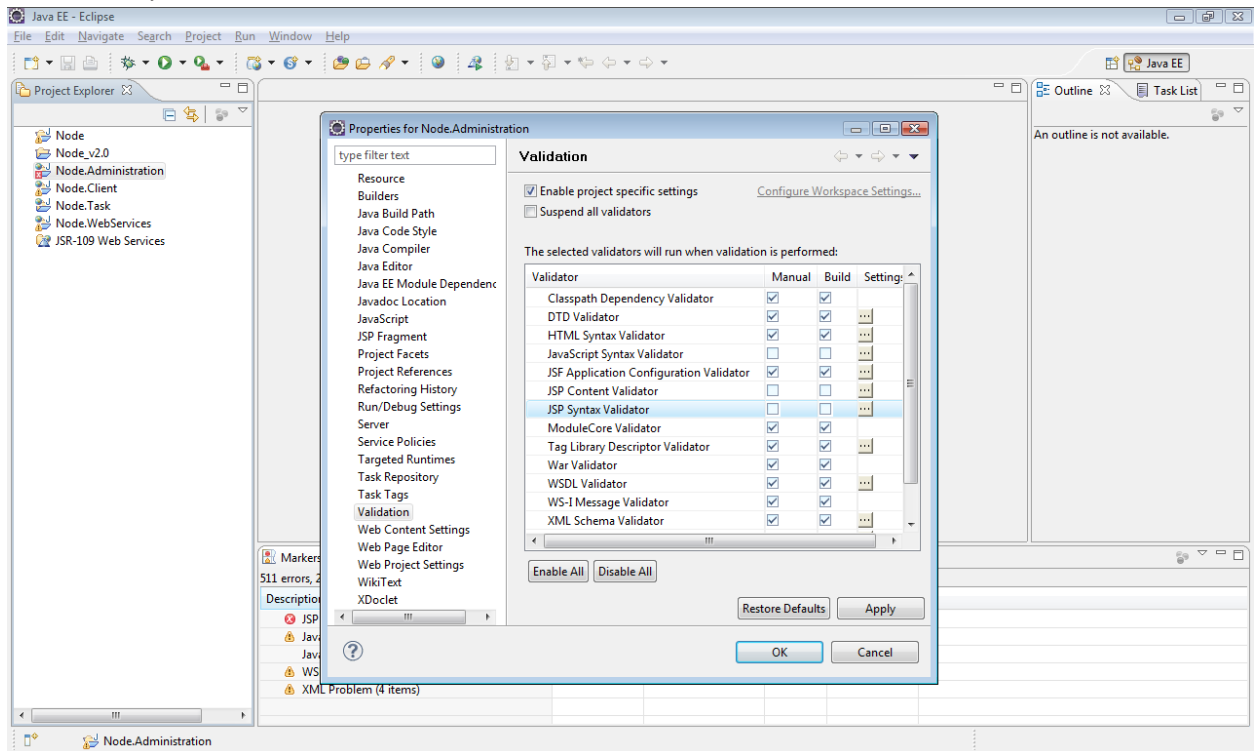 Java EE - Eclipse
File Edit Navigate Search Project Run Window Help
Java EE
Project Explorer
Node
Node_v2.0
Node.Administration
Node.Client
Node.Task
Node.WebServices
JSR-109 Web Services
Outline Task List
An outline is not available.
Properties for Node.Administration
type filter text
Resource
Builders
Java Build Path
Java Code Style
Java Compiler
Java Editor
Java EE Module Dependenc
Javadoc Location
JavaScript
JSP Fragment
Project Facets
Project References
Refactoring History
Run/Debug Settings
Server
Service Policies
Targeted Runtimes
Task Repository
Task Tags
Validation
Web Content Settings
Web Page Editor
Web Project Settings
WikiText
XDoclet
Validation
Enable project specific settings Configure Workspace Settings...
Suspend all validators
The selected validators will run when validation is performed:
Validator Manual Build Settings
Classpath Dependency Validator
DTD Validator
HTML Syntax Validator
JavaScript Syntax Validator
JSF Application Configuration Validator
JSP Content Validator
JSP Syntax Validator
ModuleCore Validator
Tag Library Descriptor Validator
War Validator
WSDL Validator
WS-I Message Validator
XML Schema Validator
Enable All Disable All
Restore Defaults Apply
OK Cancel
Markers
511 errors, 2
Description
JSP
Java
Java
WS
XML Problem (4 items)
Node.Administration